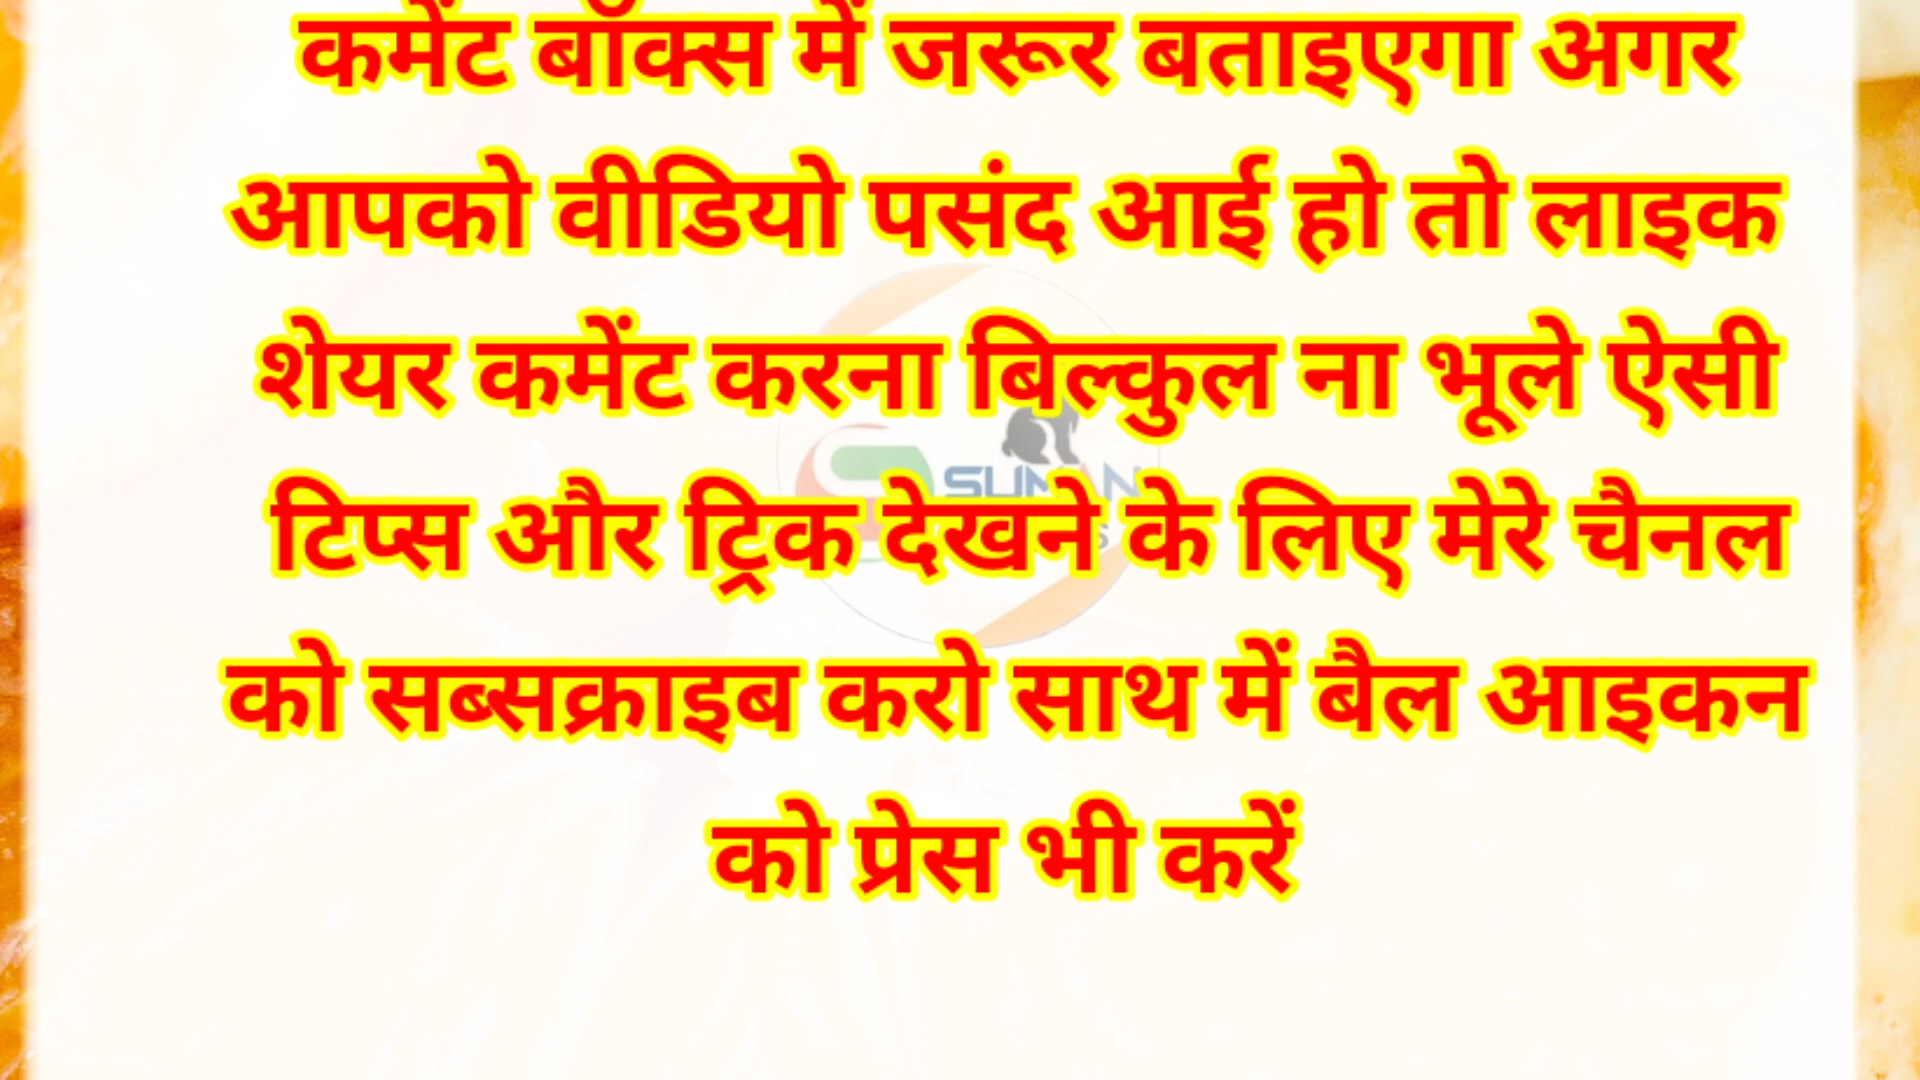 कमेंट बॉक्स में जरूर बताइएगा अगर
आपको वीडियो पसंद आई हो तो लाइक
शेयर कमेंट करना बिल्कुल ना भूले ऐसी
टिप्स और ट्रिक देखने के लिए मेरे चैनल
को सब्सक्राइब करो साथ में बैल आइकन
को प्रेस भी करें
SUMAN